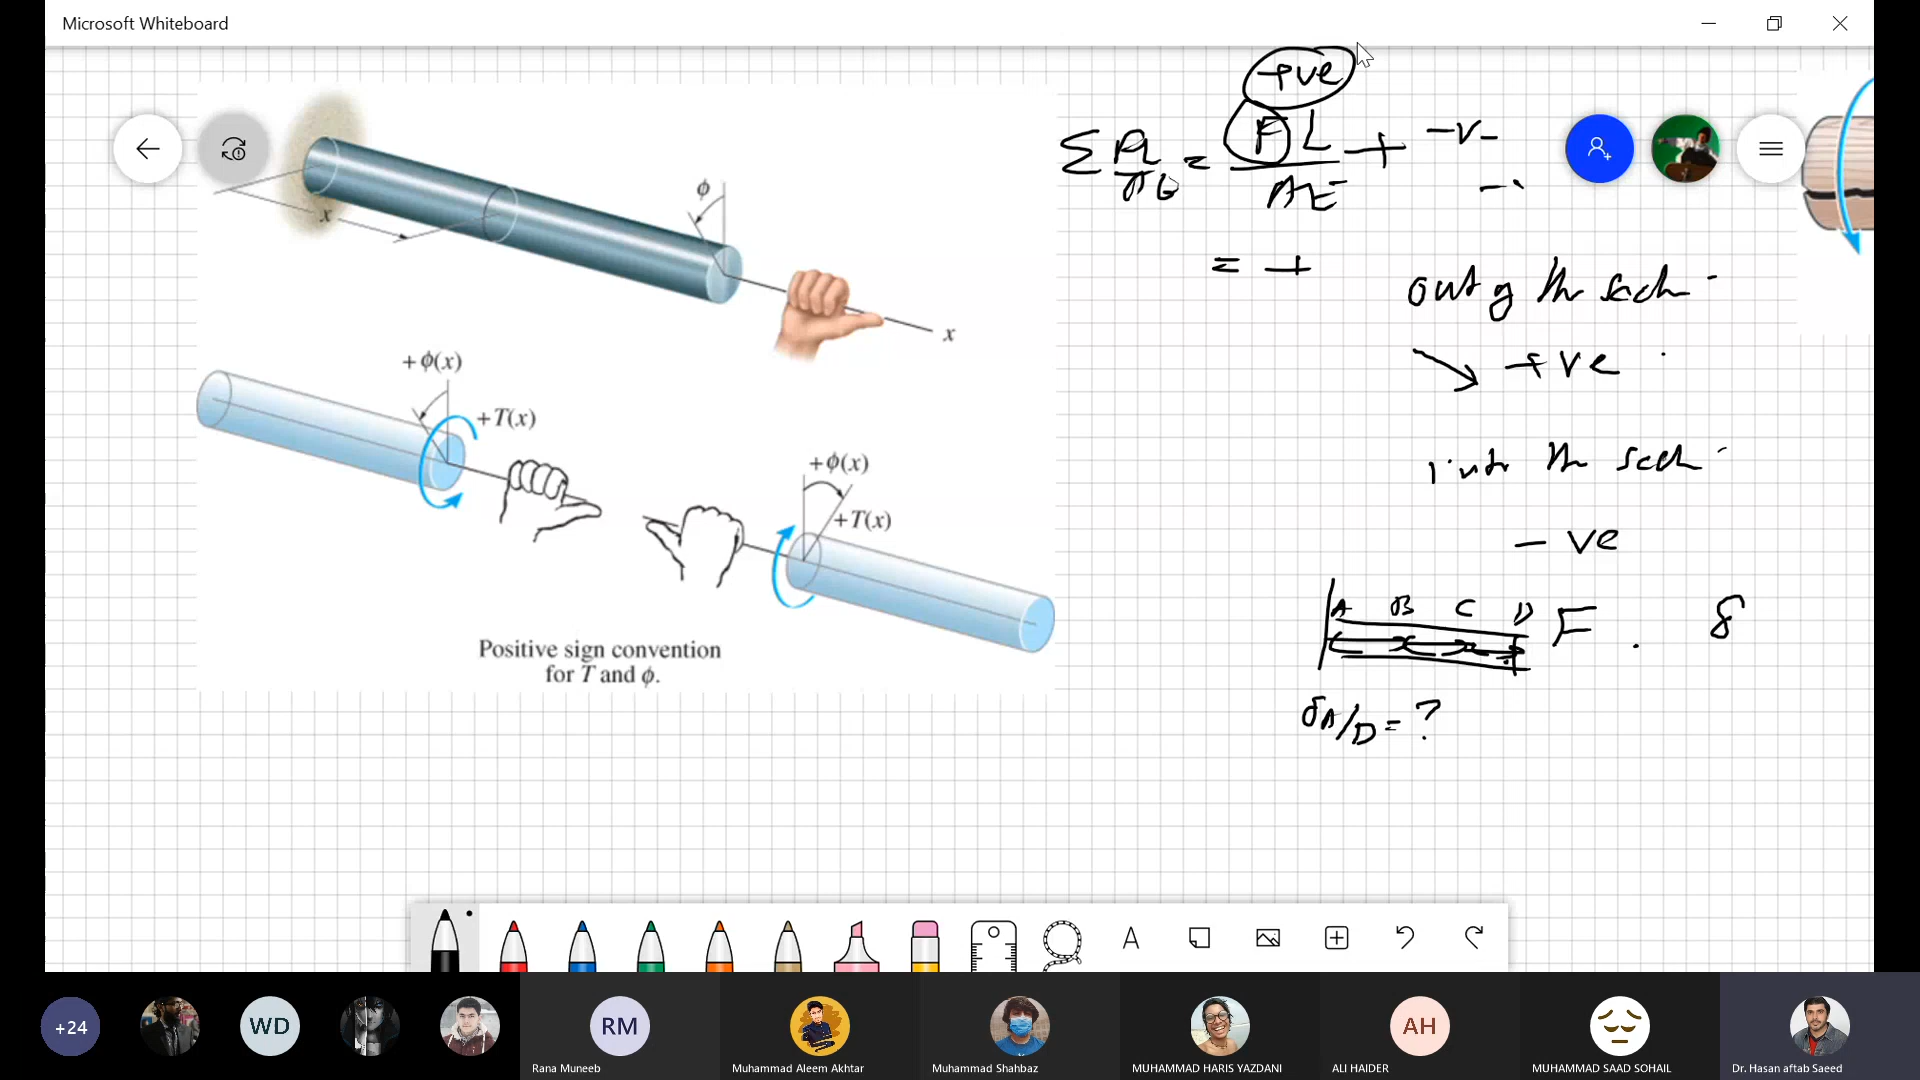 Microsoft Whiteboard
+ve
Σ PL/AE = FL/AE + -v-
= +
ϕ
x
x
out of the sect
+ve
+ϕ(x)
+T(x)
into the sect
- ve
+ϕ(x)
+T(x)
A B C D F . δ
Positive sign convention
for T and ϕ.
δA/D = ?
A
+24
WD
RM
AH
Rana Muneeb
Muhammad Aleem Akhtar
Muhammad Shahbaz
MUHAMMAD HARIS YAZDANI
ALI HAIDER
MUHAMMAD SAAD SOHAIL
Dr. Hasan aftab Saeed